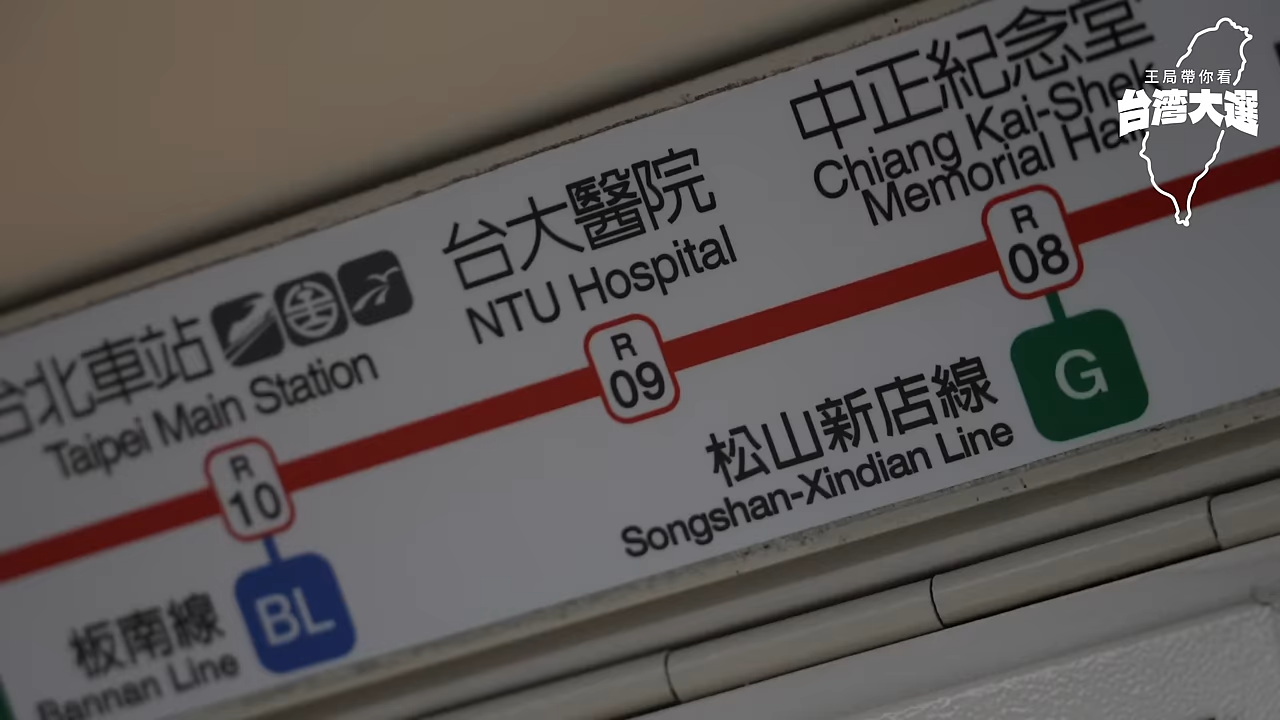 王局帶你看
台湾大選
中正紀念堂
Chiang Kai-Shek
Memorial Hall
台大醫院
NTU Hospital
台北車站
Taipei Main Station
R
08
R
09
R
10
G
松山新店線
Songshan-Xindian Line
BL
板南線
Bannan Line